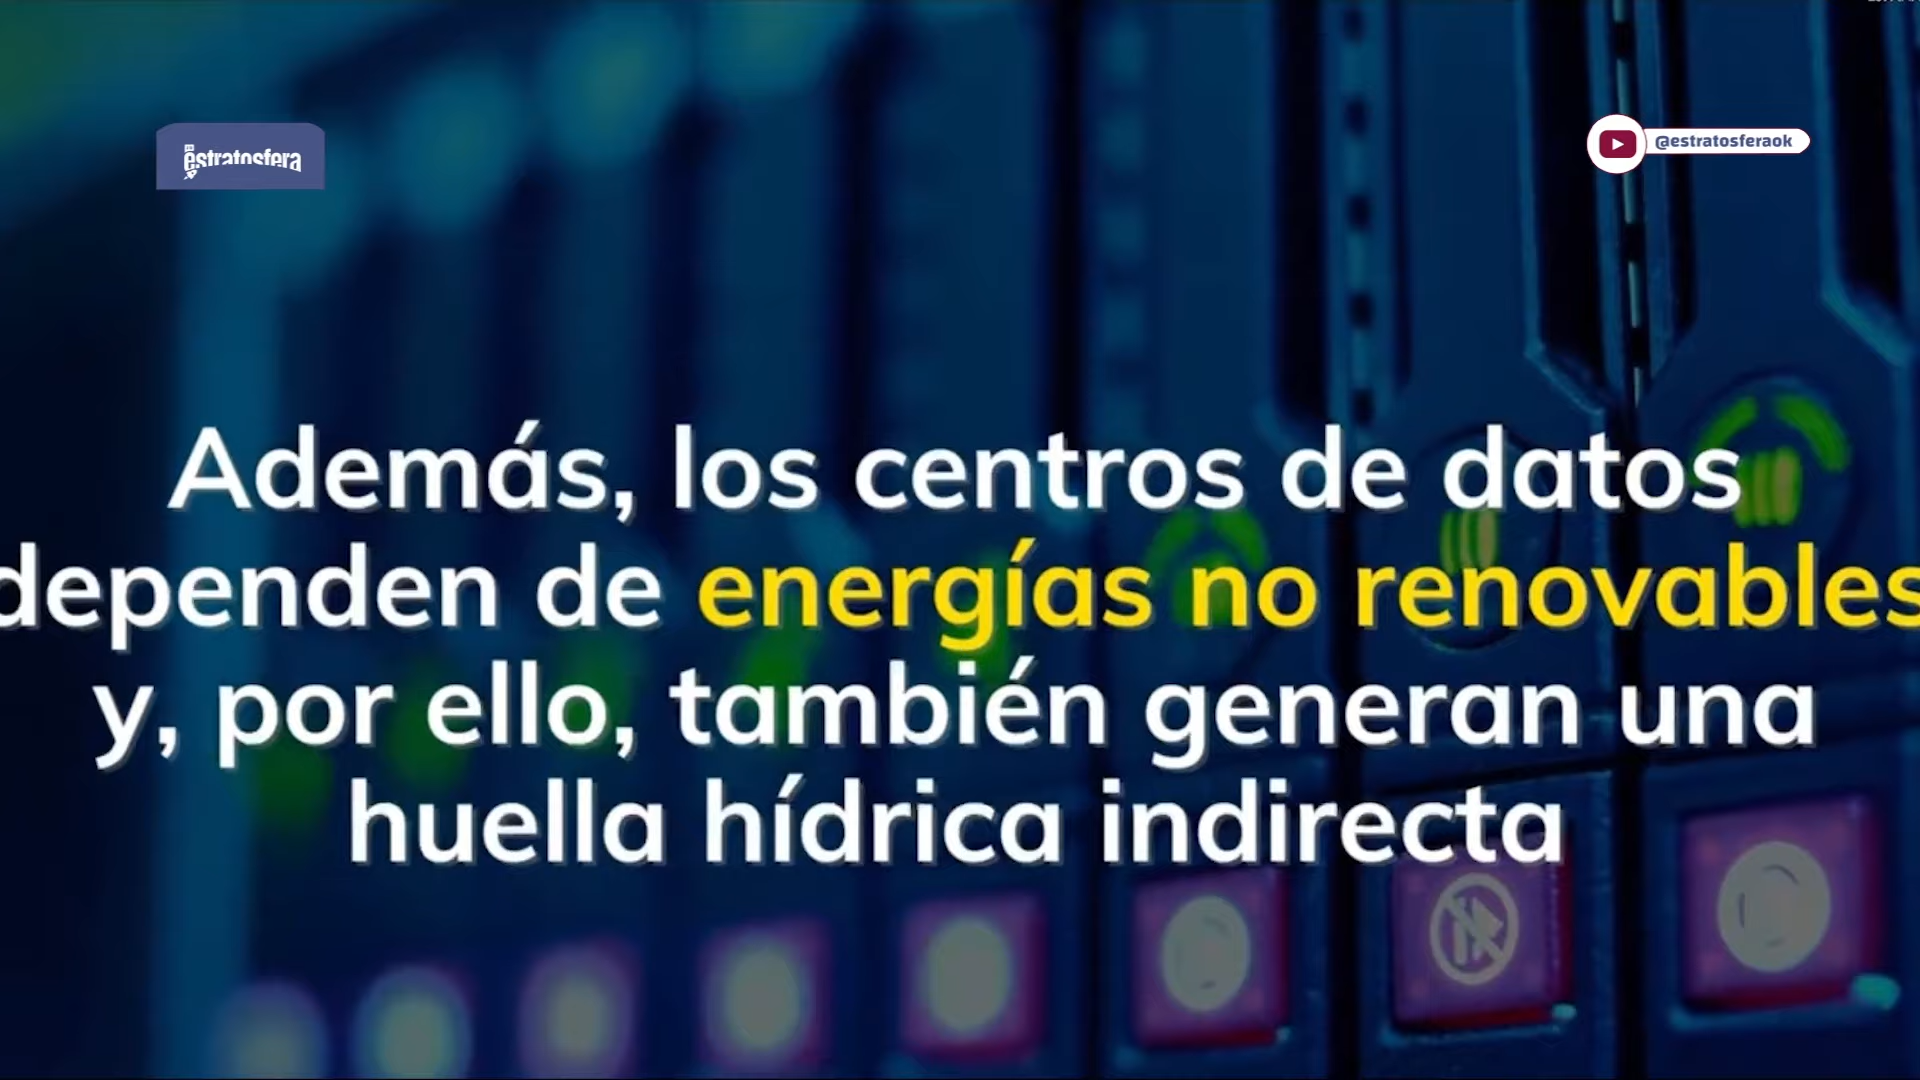 estratosfera
@estratosferaok
Además, los centros de datos
dependen de energías no renovables
y, por ello, también generan una
huella hídrica indirecta